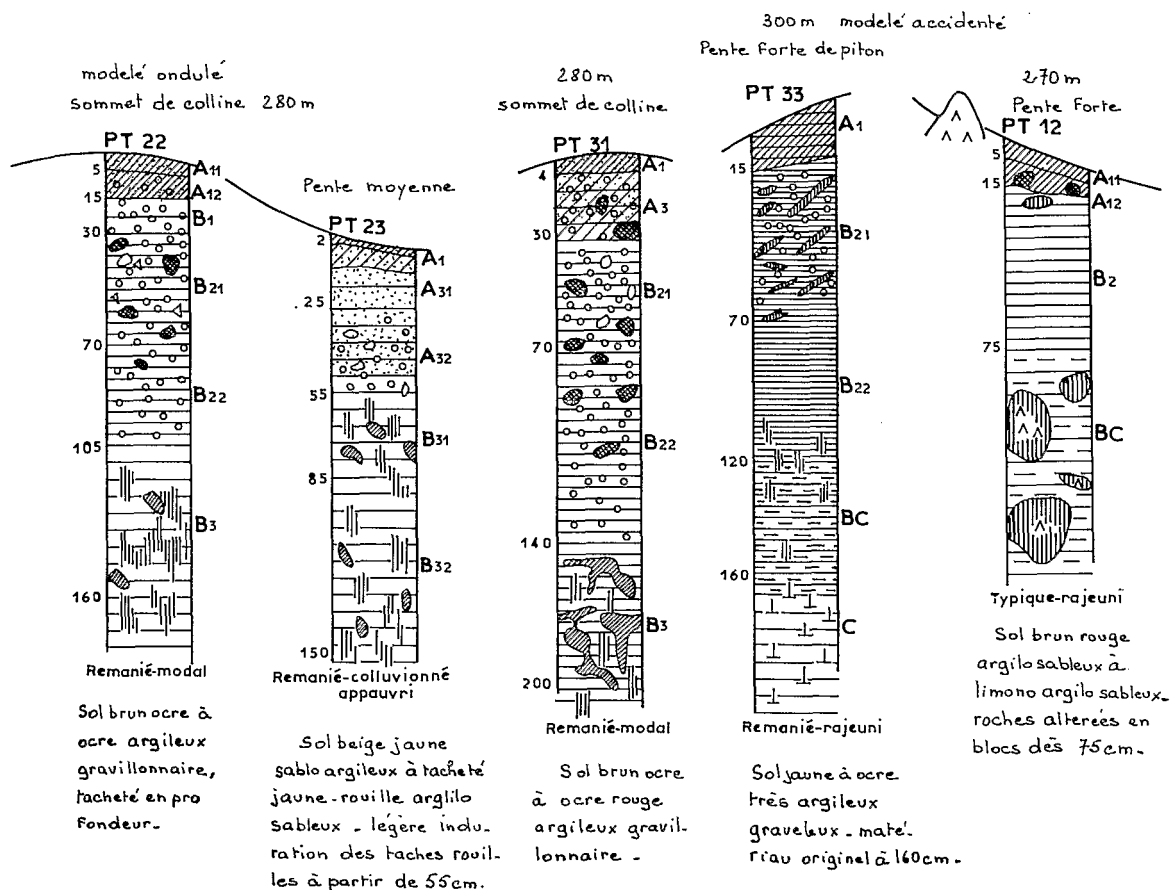 modelé ondulé
sommet de colline 280m
PT 22
5
15
30
70
105
160
A11
A12
B1
B21
B22
B3
Remanié-modal
Sol brun ocre à
ocre argileux
gravillonnaire,
tacheté en pro
fondeur-
Pente moyenne
PT 23
2
.25
55
85
150
A1
A31
A32
B31
B32
Remanié-colluvionné
appauvri
Sol beige jaune
sablo argileux à tacheté
jaune-rouille arglilo
sableux - légère indu-
ration des taches rouil-
les à partir de 55cm.
280m
sommet de colline
PT 31
4
30
70
140
200
A1
A3
B21
B22
B3
Remanié-modal
Sol brun ocre
à ocre rouge
argileux gravil-
lonnaire -
300m modelé accidenté
Pente forte de piton
PT 33
15
70
120
160
A1
B21
B22
BC
C
Remanié-rajeuni
Sol jaune à ocre
très argileux
graveleux - maté-
riau originel à 160cm-
270m
Pente forte
PT 12
5
15
75
A11
A12
B2
BC
Typique-rajeuni
Sol brun rouge
argilo sableux à
limono argilo sableux-
roches alterées en
blocs dès 75cm-